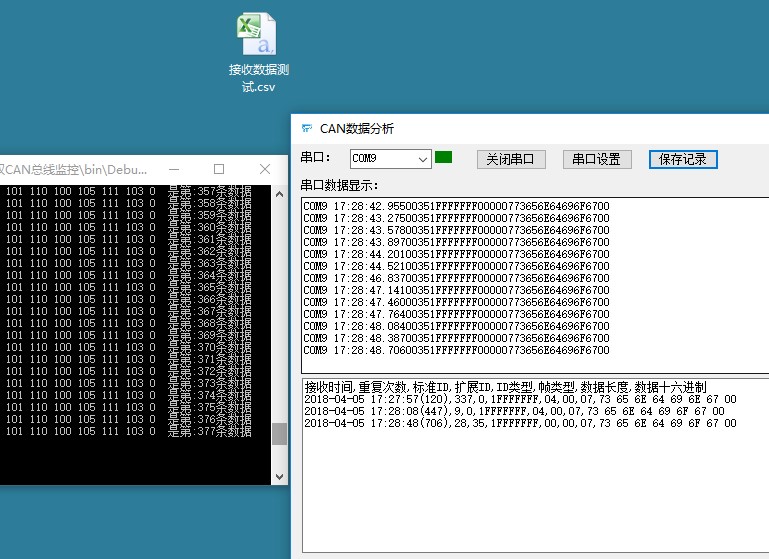 接收数据测
试.csv
双CAN总线监控\bin\Debu...
101 110 100 105 111 103 0 是第:357条数据
101 110 100 105 111 103 0 是第:358条数据
101 110 100 105 111 103 0 是第:359条数据
101 110 100 105 111 103 0 是第:360条数据
101 110 100 105 111 103 0 是第:361条数据
101 110 100 105 111 103 0 是第:362条数据
101 110 100 105 111 103 0 是第:363条数据
101 110 100 105 111 103 0 是第:364条数据
101 110 100 105 111 103 0 是第:365条数据
101 110 100 105 111 103 0 是第:366条数据
101 110 100 105 111 103 0 是第:367条数据
101 110 100 105 111 103 0 是第:368条数据
101 110 100 105 111 103 0 是第:369条数据
101 110 100 105 111 103 0 是第:370条数据
101 110 100 105 111 103 0 是第:371条数据
101 110 100 105 111 103 0 是第:372条数据
101 110 100 105 111 103 0 是第:373条数据
101 110 100 105 111 103 0 是第:374条数据
101 110 100 105 111 103 0 是第:375条数据
101 110 100 105 111 103 0 是第:376条数据
101 110 100 105 111 103 0 是第:377条数据
CAN数据分析
串口: COM9 关闭串口 串口设置 保存记录
串口数据显示:
COM9 17:28:42.95500351FFFFFFF00000773656E64696F6700
COM9 17:28:43.27500351FFFFFFF00000773656E64696F6700
COM9 17:28:43.57800351FFFFFFF00000773656E64696F6700
COM9 17:28:43.89700351FFFFFFF00000773656E64696F6700
COM9 17:28:44.20100351FFFFFFF00000773656E64696F6700
COM9 17:28:44.52100351FFFFFFF00000773656E64696F6700
COM9 17:28:46.83700351FFFFFFF00000773656E64696F6700
COM9 17:28:47.14100351FFFFFFF00000773656E64696F6700
COM9 17:28:47.46000351FFFFFFF00000773656E64696F6700
COM9 17:28:47.76400351FFFFFFF00000773656E64696F6700
COM9 17:28:48.08400351FFFFFFF00000773656E64696F6700
COM9 17:28:48.38700351FFFFFFF00000773656E64696F6700
COM9 17:28:48.70600351FFFFFFF00000773656E64696F6700
接收时间,重复次数,标准ID,扩展ID,ID类型,帧类型,数据长度,数据十六进制
2018-04-05 17:27:57(120),337,0,1FFFFFFF,04,00,07,73 65 6E 64 69 6E 67 00
2018-04-05 17:28:08(447),9,0,1FFFFFFF,04,00,07,73 65 6E 64 69 6F 67 00
2018-04-05 17:28:48(706),28,35,1FFFFFFF,00,00,07,73 65 6E 64 69 6F 67 00